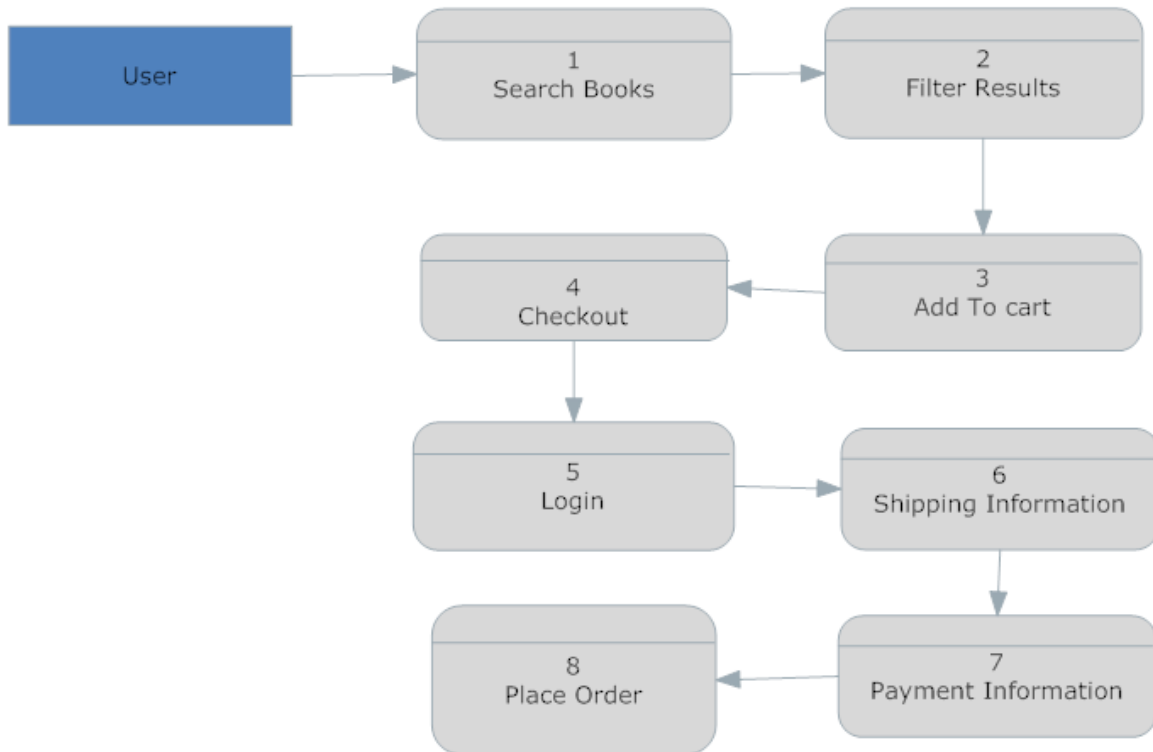 User
1
Search Books
2
Filter Results
3
Add To cart
4
Checkout
5
Login
6
Shipping Information
7
Payment Information
8
Place Order